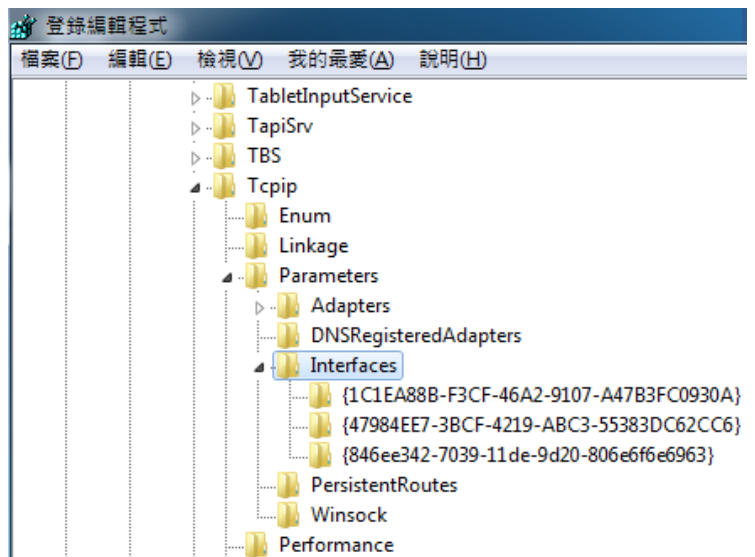 登錄編輯程式
檔案(F) 編輯(E) 檢視(V) 我的最愛(A) 說明(H)
TabletInputService
TapiSrv
TBS
Tcpip
Enum
Linkage
Parameters
Adapters
DNSRegisteredAdapters
Interfaces
{1C1EA88B-F3CF-46A2-9107-A47B3FC0930A}
{47984EE7-3BCF-4219-ABC3-55383DC62CC6}
{846ee342-7039-11de-9d20-806e6f6e6963}
PersistentRoutes
Winsock
Performance